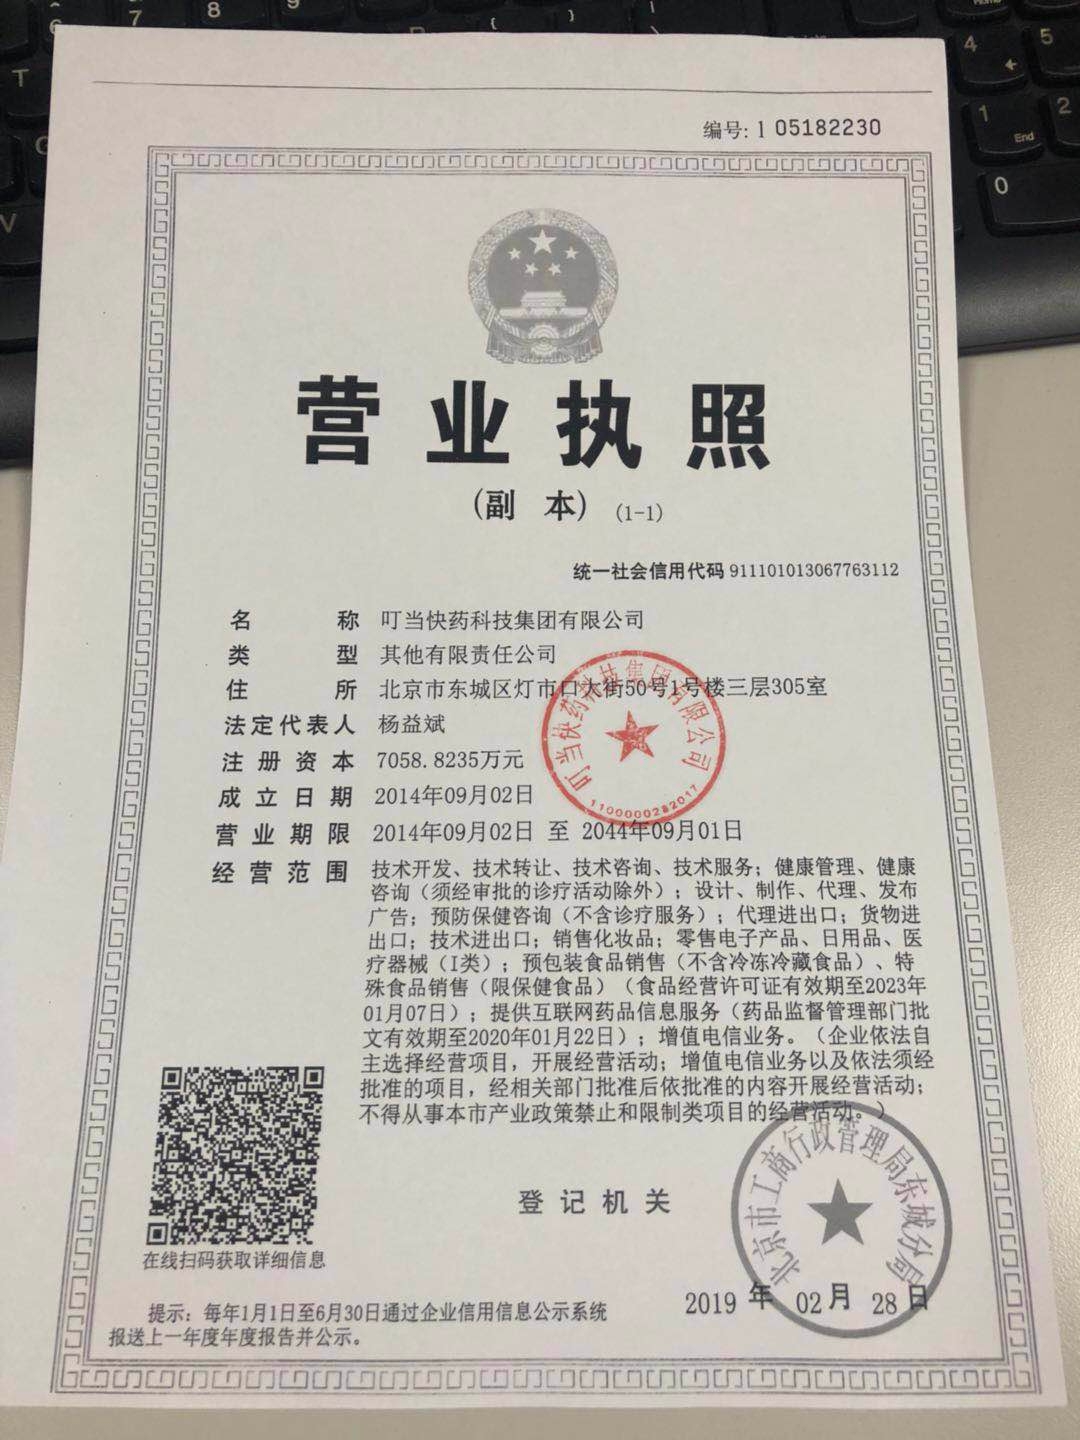 编号: 1 05182230
营业执照
(副 本) (1-1)
统一社会信用代码 911101013067763112
名 称 叮当快药科技集团有限公司
类 型 其他有限责任公司
住 所 北京市东城区灯市口大街50号1号楼三层305室
法定代表人 杨益斌
注册资本 7058.8235万元
成立日期 2014年09月02日
营业期限 2014年09月02日 至 2044年09月01日
经营范围 技术开发、技术转让、技术咨询、技术服务；健康管理、健康
咨询（须经审批的诊疗活动除外）；设计、制作、代理、发布
广告；预防保健咨询（不含诊疗服务）；代理进出口；货物进
出口；技术进出口；销售化妆品；零售电子产品、日用品、医
疗器械（I类）；预包装食品销售（不含冷冻冷藏食品）、特
殊食品销售（限保健食品）（食品经营许可证有效期至2023年
01月07日）；提供互联网药品信息服务（药品监督管理部门批
文有效期至2020年01月22日）；增值电信业务。（企业依法自
主选择经营项目，开展经营活动；增值电信业务以及依法须经
批准的项目，经相关部门批准后依批准的内容开展经营活动；
不得从事本市产业政策禁止和限制类项目的经营活动。）
叮当快药科技集团有限公司
1100000282017
在线扫码获取详细信息
登记机关
北京市工商行政管理局东城分局
2019 年 02 月 28 日
提示：每年1月1日至6月30日通过企业信用信息公示系统
报送上一年度年度报告并公示。
6
7
8
9
T
G
V
P
4
5
1
End
2
0